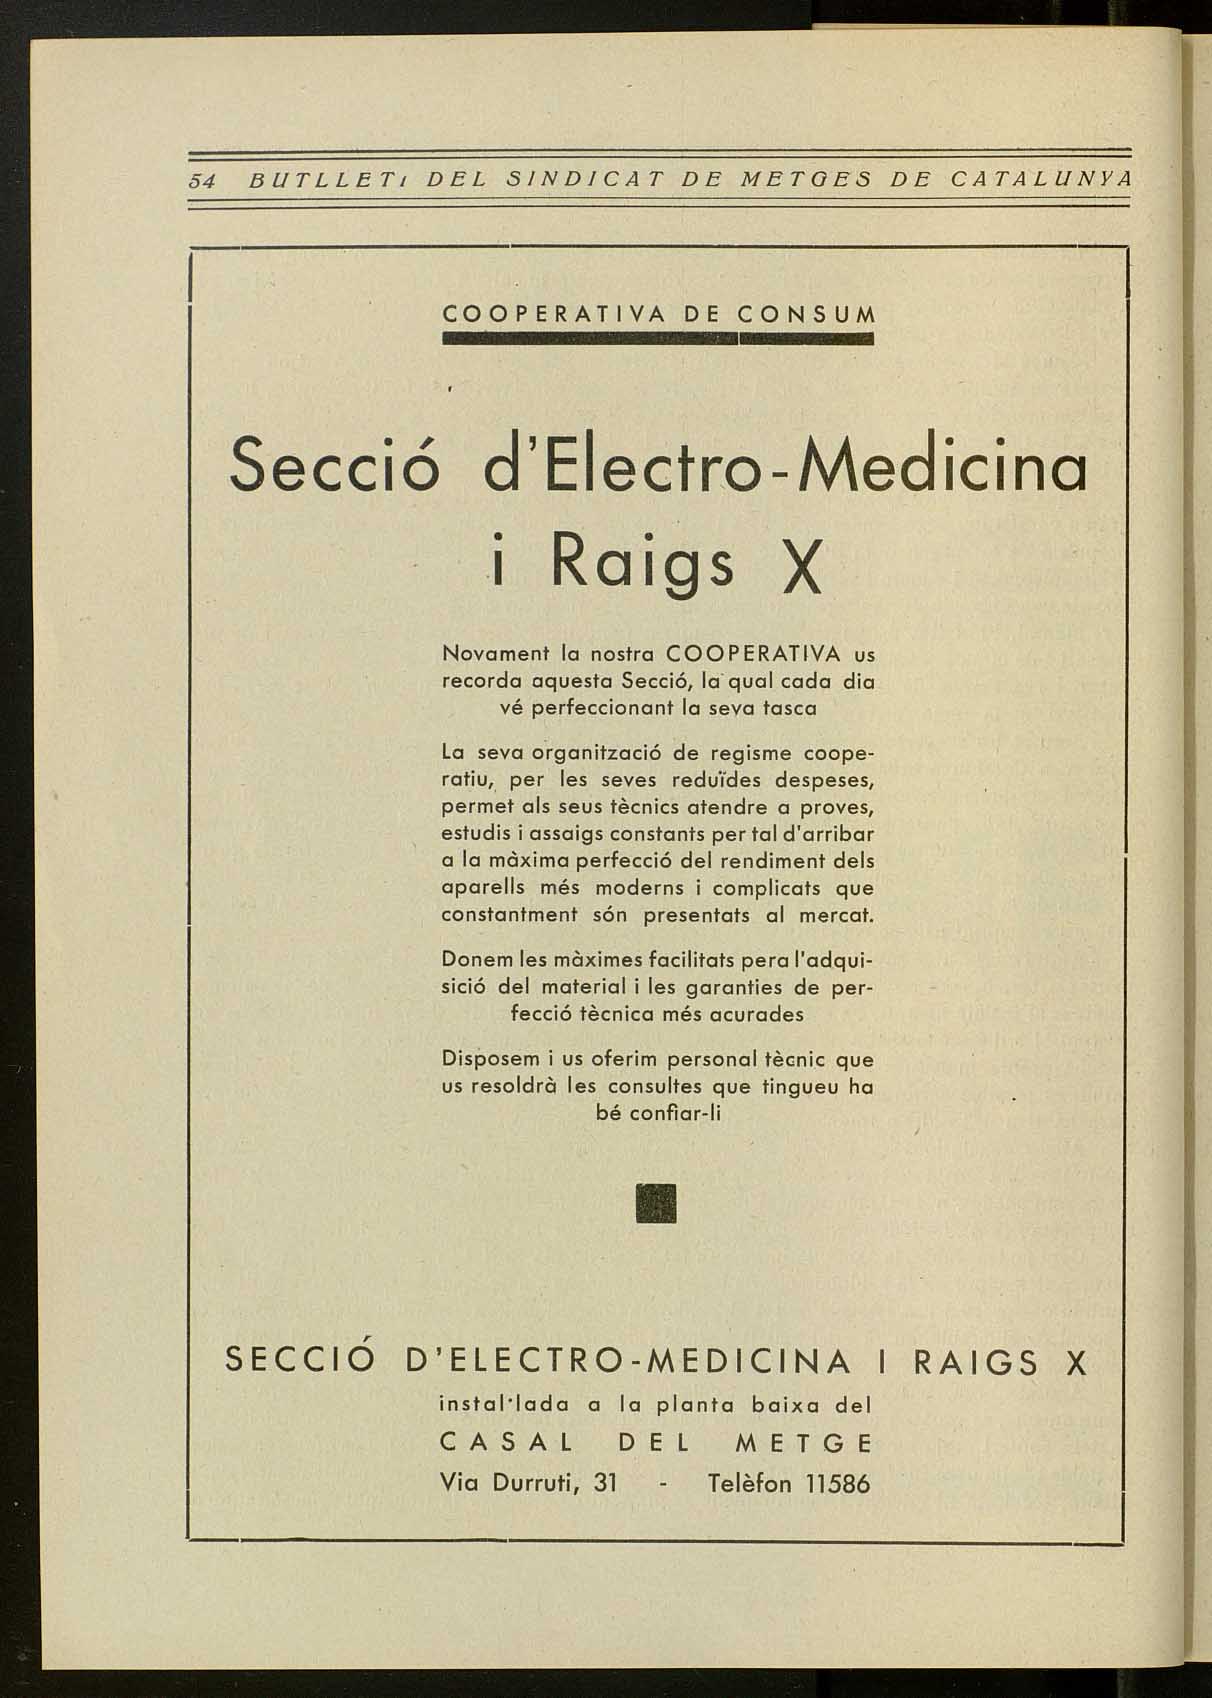 54 BUTLLETI DEL SINDICAT DE METGES DE CATALUNYA
COOPERATIVA DE CONSUM
Secció d'Electro-Medicina
i Raigs X
Novament la nostra COOPERATIVA us
recorda aquesta Secció, la qual cada dia
vé perfeccionant la seva tasca
La seva organització de regisme coope-
ratiu, per les seves reduïdes despeses,
permet als seus tècnics atendre a proves,
estudis i assaigs constants per tal d'arribar
a la màxima perfecció del rendiment dels
aparells més moderns i complicats que
constantment són presentats al mercat.
Donem les màximes facilitats pera l'adqui-
sició del material i les garanties de per-
fecció tècnica més acurades
Disposem i us oferim personal tècnic que
us resoldrà les consultes que tingueu ha
bé confiar-li
SECCIÓ D'ELECTRO-MEDICINA I RAIGS X
instal·lada a la planta baixa del
CASAL DEL METGE
Via Durruti, 31 - Telèfon 11586